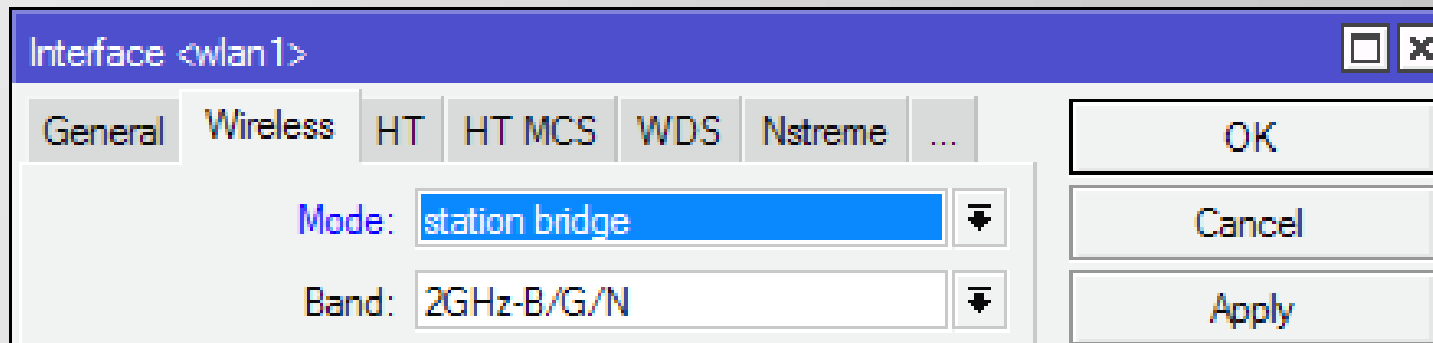 Interface <wlan1>
General Wireless HT HT MCS WDS Nstreme ...
OK
Mode: station bridge
Cancel
Band: 2GHz-B/G/N
Apply